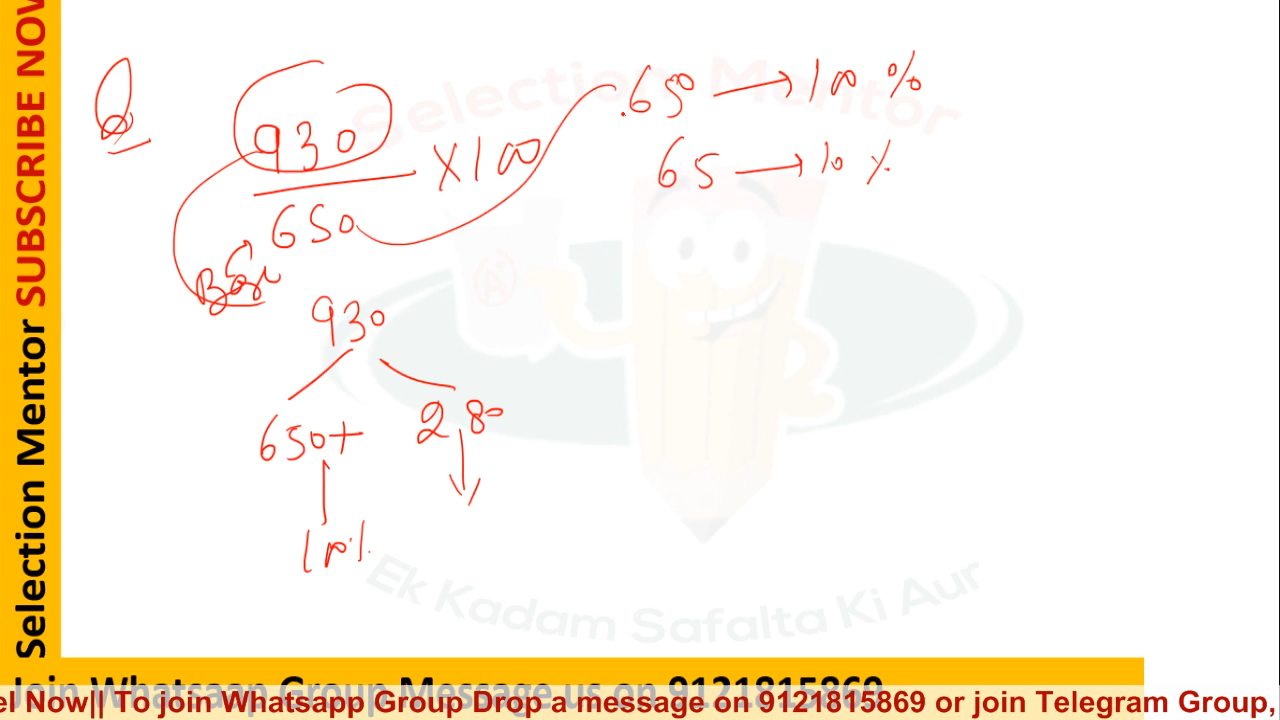 Selection Mentor SUBSCRIBE NOW
Selection Mentor
Q
930
X100
650
Base
650 → 100 %
65 → 10 %
930
650+ 280
100%
Ek Kadam Safalta Ki Aur
Join Whatsaap Group Message us on 9121815869
el Now|| To join Whatsapp Group Drop a message on 9121815869 or join Telegram Group,